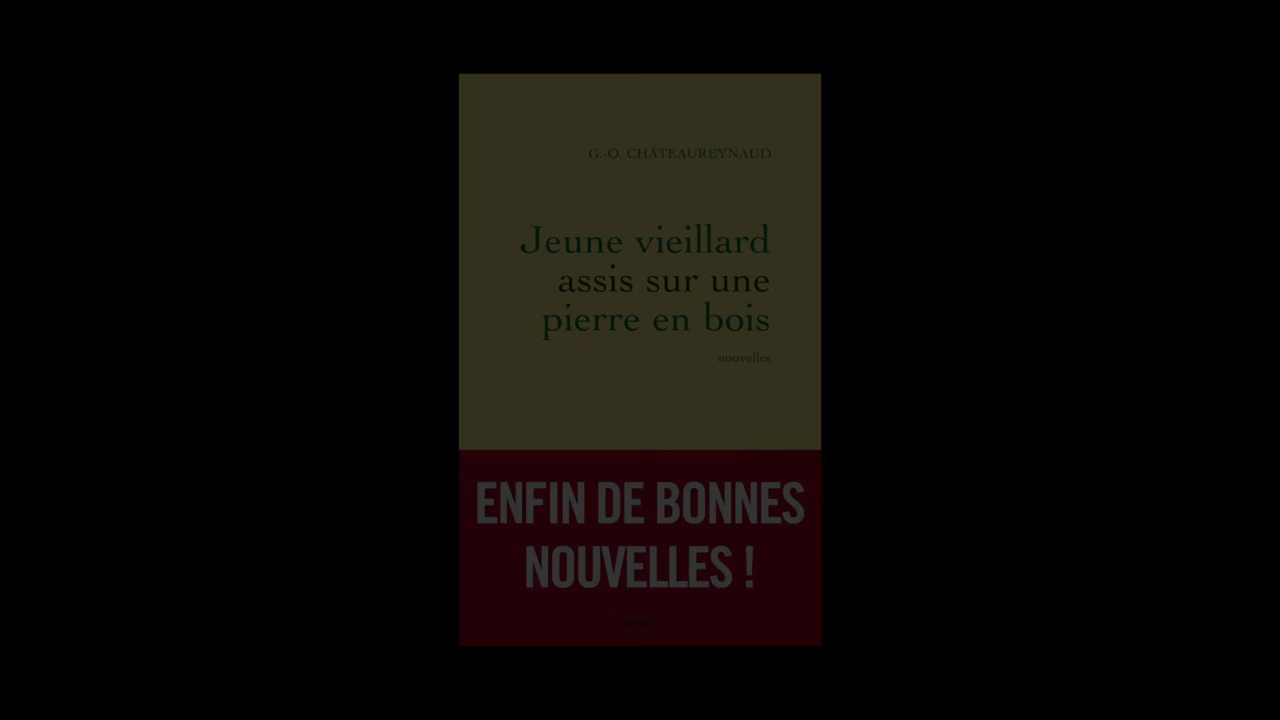 G.-O. CHÂTEAUREYNAUD
Jeune vieillard
assis sur une
pierre en bois
nouvelles
ENFIN DE BONNES
NOUVELLES !